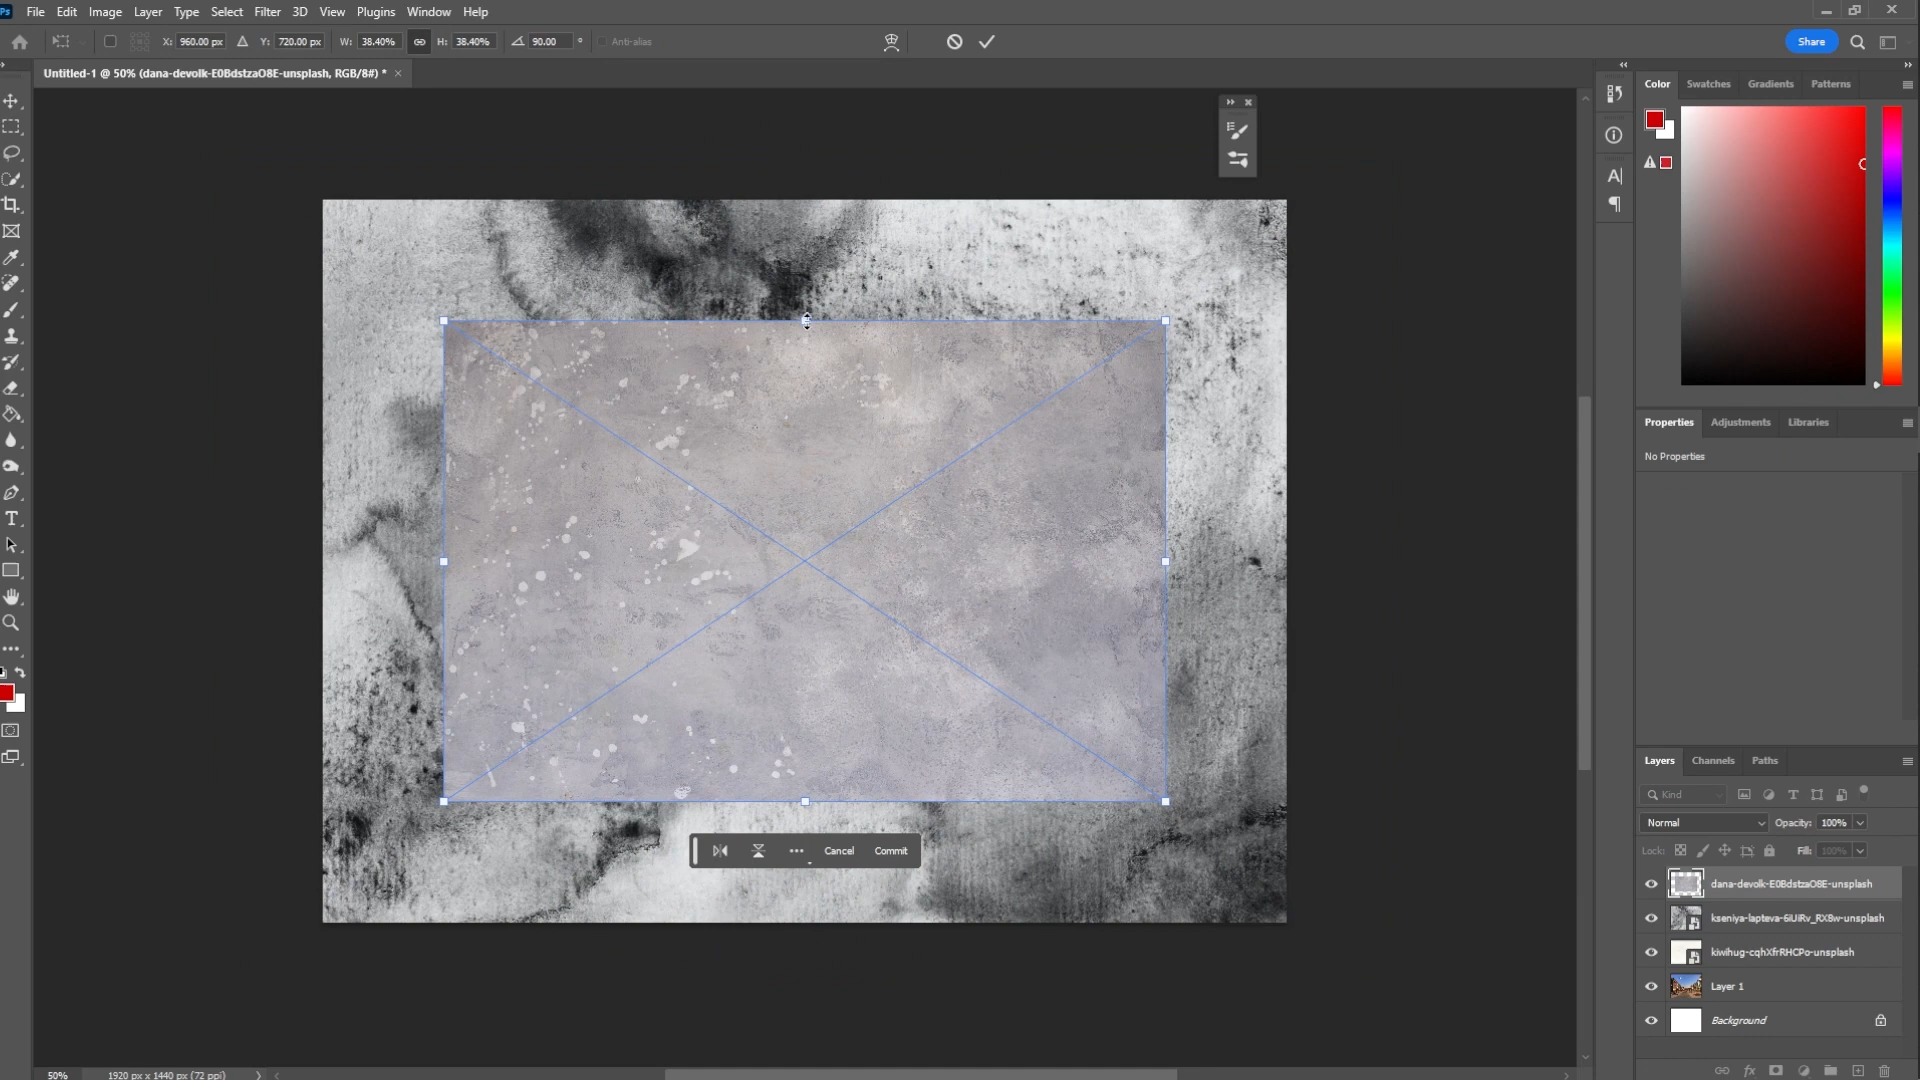 Ps File Edit Image Layer Type Select Filter 3D View Plugins Window Help
X: 960.00 px Y: 720.00 px W: 38.40% H: 38.40% 90.00 ° Anti-alias Share
Untitled-1 @ 50% (dana-devolk-E0BdstzaO8E-unsplash, RGB/8#) * ×
Color Swatches Gradients Patterns
Properties Adjustments Libraries
No Properties
Cancel Commit
Layers Channels Paths
Kind
Normal Opacity: 100%
Lock: Fill: 100%
dana-devolk-E0BdstzaO8E-unsplash
kseniya-lapteva-6iUiRv_RX8w-unsplash
kiwihug-cqhXfrRHCPo-unsplash
Layer 1
Background
50% 1920 px x 1440 px (72 ppi)